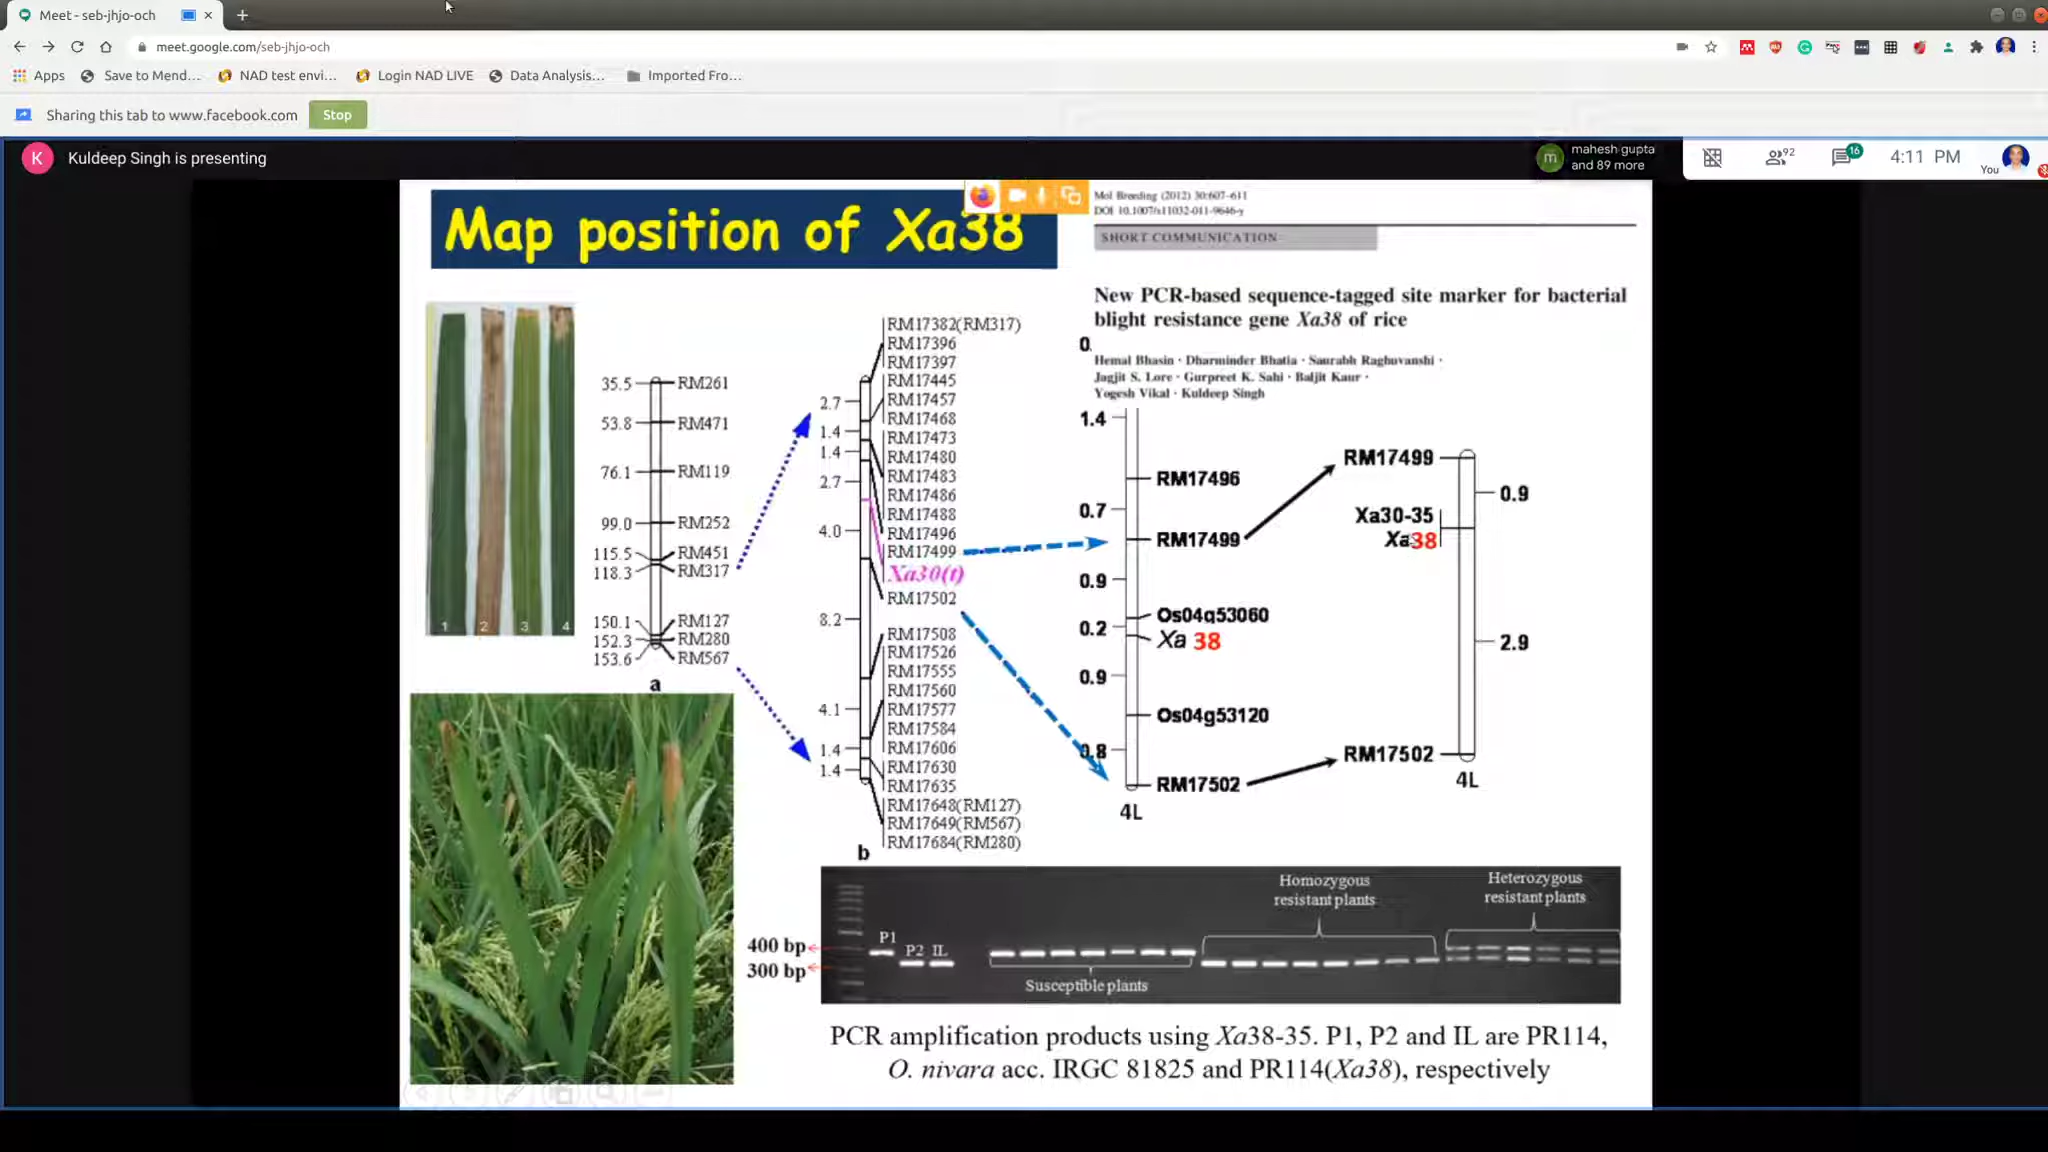 Meet - seb-jhjo-och
meet.google.com/seb-jhjo-och
Apps Save to Mend... NAD test envi... Login NAD LIVE Data Analysis... Imported Fro...
Sharing this tab to www.facebook.com Stop
K Kuldeep Singh is presenting
m mahesh gupta
and 89 more
92 16 4:11 PM
You
Map position of Xa38
Mol Breeding (2012) 30:607–611
DOI 10.1007/s11032-011-9646-y
SHORT COMMUNICATION
New PCR-based sequence-tagged site marker for bacterial
blight resistance gene Xa38 of rice
Hemal Bhasin · Dharminder Bhatia · Saurabh Raghuvanshi ·
Jagjit S. Lore · Gurpreet K. Sahi · Baljit Kaur ·
Yogesh Vikal · Kuldeep Singh
1 2 3 4
35.5 RM261
53.8 RM471
76.1 RM119
99.0 RM252
115.5 RM451
118.3 RM317
150.1 RM127
152.3 RM280
153.6 RM567
a
RM17382(RM317)
RM17396
RM17397
RM17445
RM17457
RM17468
RM17473
RM17480
RM17483
RM17486
RM17488
RM17496
RM17499
Xa30(t)
RM17502
RM17508
RM17526
RM17555
RM17560
RM17577
RM17584
RM17606
RM17630
RM17635
RM17648(RM127)
RM17649(RM567)
RM17684(RM280)
2.7
1.4
1.4
2.7
4.0
8.2
4.1
1.4
1.4
b
0.
1.4
RM17496
0.7
RM17499
0.9
Os04g53060
0.2
Xa 38
0.9
Os04g53120
0.8
RM17502
4L
RM17499
0.9
Xa30-35
Xa38
2.9
RM17502
4L
400 bp
300 bp
P1
P2 IL
Susceptible plants
Homozygous
resistant plants
Heterozygous
resistant plants
PCR amplification products using Xa38-35. P1, P2 and IL are PR114,
O. nivara acc. IRGC 81825 and PR114(Xa38), respectively